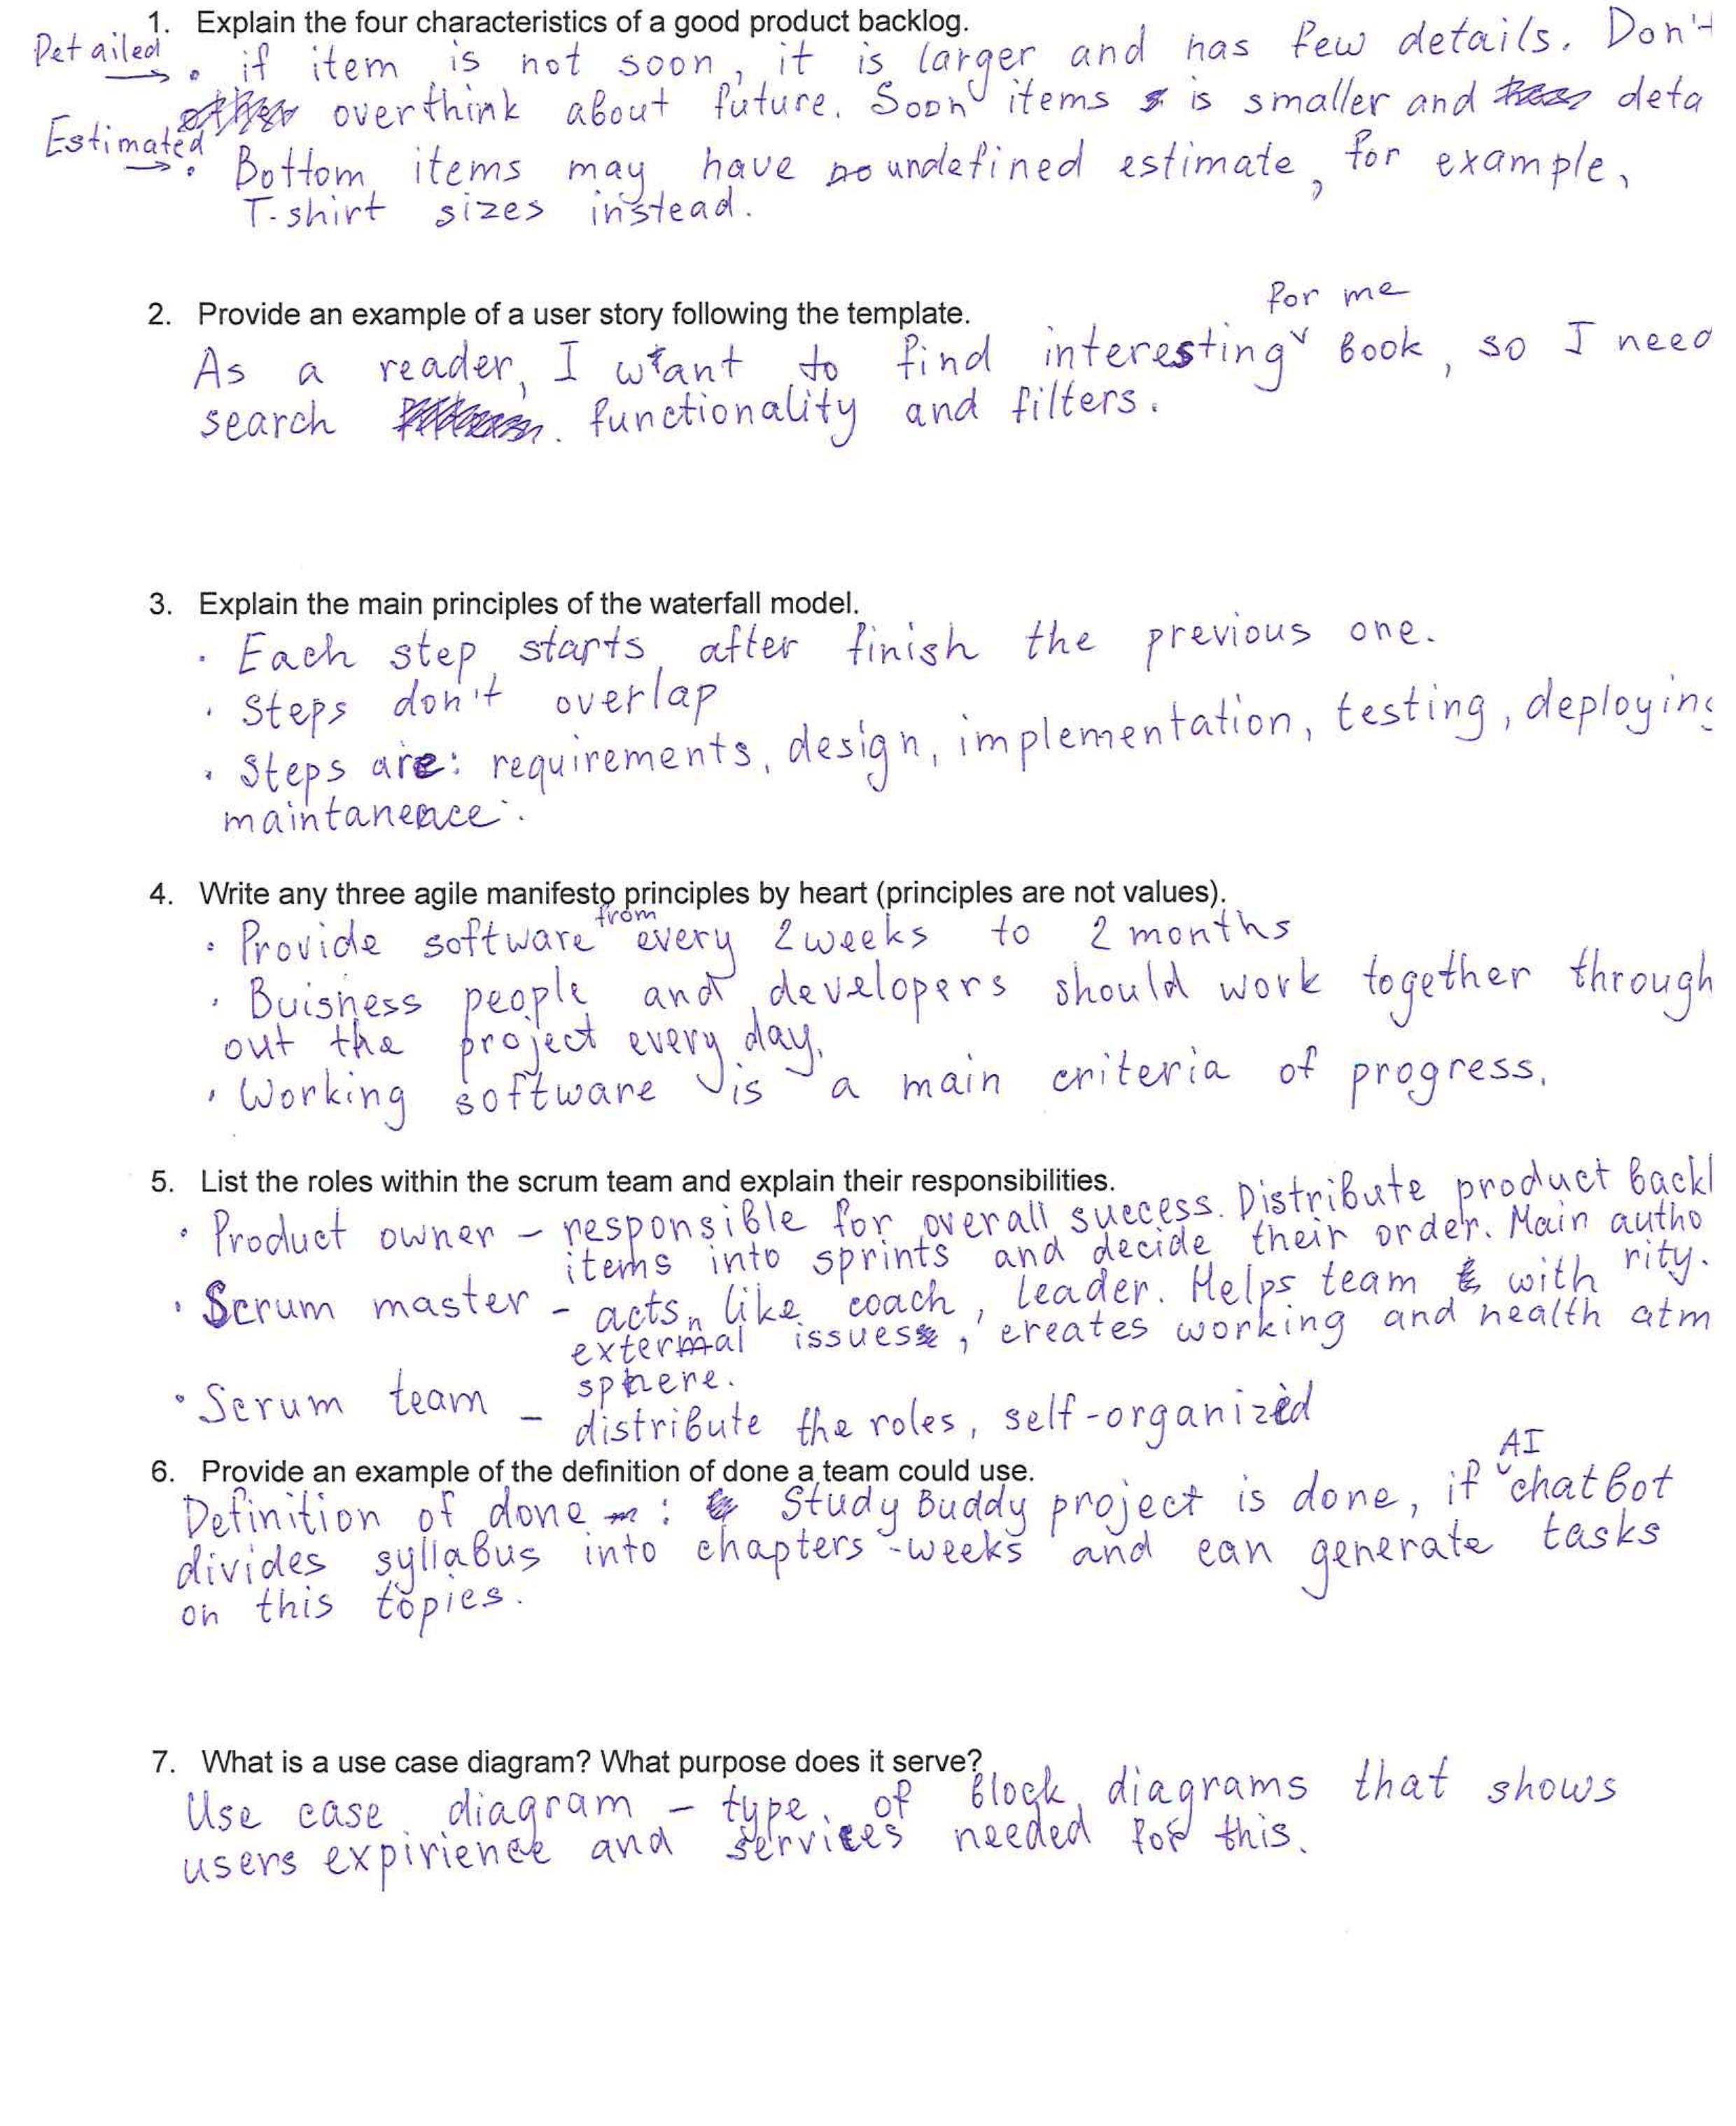 1. Explain the four characteristics of a good product backlog.
Detailed → • if item is not soon, it is larger and has few details. Don't
overthink about future. Soon items is smaller and deta
Estimated → • Bottom items may have undefined estimate, for example,
T-shirt sizes instead.
2. Provide an example of a user story following the template.
for me
As a reader, I want to find interesting book, so I need
search functionality and filters.
3. Explain the main principles of the waterfall model.
• Each step starts after finish the previous one.
• Steps don't overlap
• Steps are: requirements, design, implementation, testing, deploying
maintanence.
4. Write any three agile manifesto principles by heart (principles are not values).
from
• Provide software every 2 weeks to 2 months
• Buisness people and developers should work together through
out the project every day.
• Working software is a main criteria of progress.
5. List the roles within the scrum team and explain their responsibilities.
• Product owner – responsible for overall success. Distribute product backl
items into sprints and decide their order. Main autho
rity.
• Scrum master – acts like coach, leader. Helps team with
external issues, creates working and health atm
sphere.
• Scrum team – distribute the roles, self-organized
6. Provide an example of the definition of done a team could use.
AI
Definition of done : Study Buddy project is done, if chatbot
divides syllabus into chapters-weeks and can generate tasks
on this topics.
7. What is a use case diagram? What purpose does it serve?
Use case diagram – type of block diagrams that shows
users expirience and services needed for this.